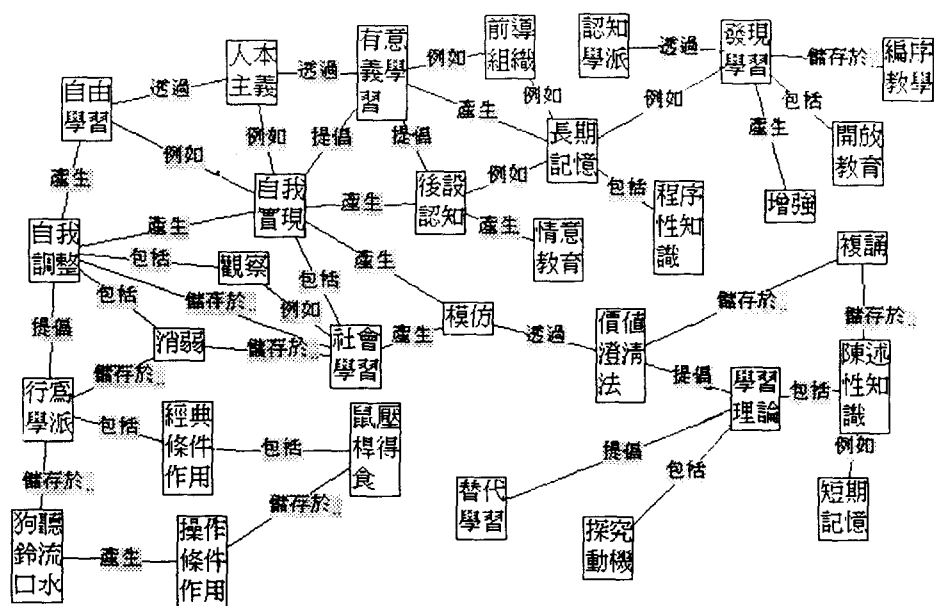 人本
主義
有意
義學
習
前導
組織
認知
學派
發現
學習
編序
教學
自由
學習
透過
透過
例如
透過
儲存於
例如
例如
提倡
提倡
產生
例如
例如
長期
記憶
產生
包括
開放
教育
增強
產生
例如
自我
實現
產生
後設
認知
產生
情意
教育
包括
程序
性知
識
自我
調整
產生
包括
觀察
儲存於
例如
包括
產生
包括
消弱
儲存於
儲存於
社會
學習
產生
模仿
透過
價值
澄清
法
儲存於
複誦
儲存於
提倡
提倡
學習
理論
包括
陳述
性知
識
例如
短期
記憶
行為
學派
包括
經典
條件
作用
包括
鼠壓
桿得
食
儲存於
儲存於
狗聽
鈴流
口水
產生
操作
條件
作用
提倡
替代
學習
包括
探究
動機